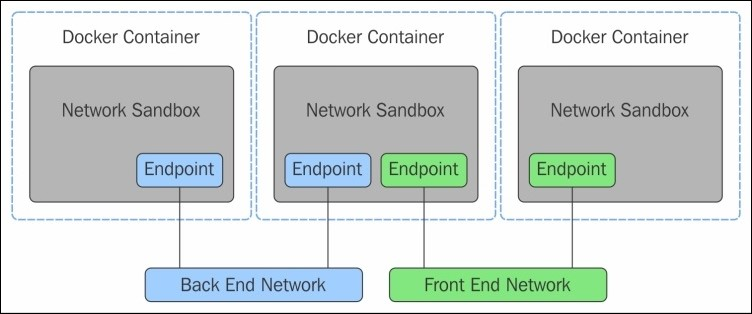 Docker Container
Docker Container
Docker Container
Network Sandbox
Network Sandbox
Network Sandbox
Endpoint
Endpoint
Endpoint
Endpoint
Back End Network
Front End Network